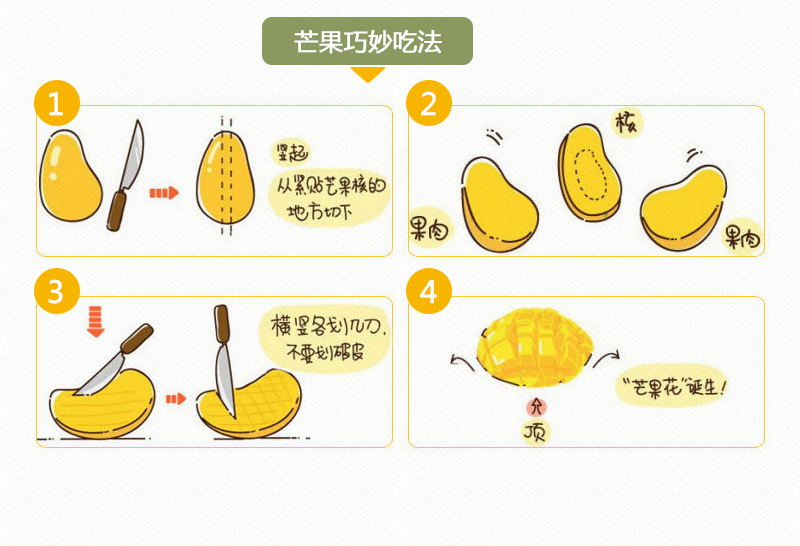 芒果巧妙吃法
1
竖起
从紧贴芒果核的
地方切下
2
核
果肉
果肉
3
横竖各划几刀,
不要划破皮
4
"芒果花"诞生!
顶